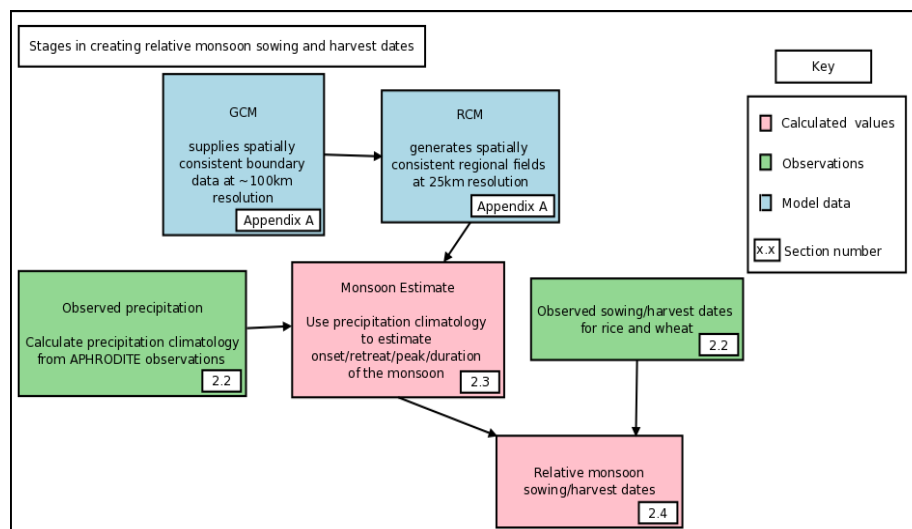 Stages in creating relative monsoon sowing and harvest dates
Key
Calculated values
Observations
Model data
x.x Section number
GCM
supplies spatially
consistent boundary
data at ~100km
resolution
Appendix A
RCM
generates spatially
consistent regional fields
at 25km resolution
Appendix A
Observed precipitation
Calculate precipitation climatology
from APHRODITE observations
2.2
Monsoon Estimate
Use precipitation climatology
to estimate
onset/retreat/peak/duration
of the monsoon
2.3
Observed sowing/harvest dates
for rice and wheat
2.2
Relative monsoon
sowing/harvest dates
2.4